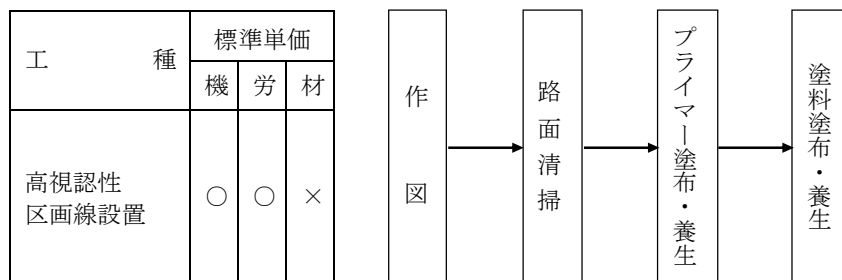 工種
標準単価
機
労
材
高視認性
区画線設置
○
○
×
作図
路面清掃
プライマー塗布・養生
塗料塗布・養生